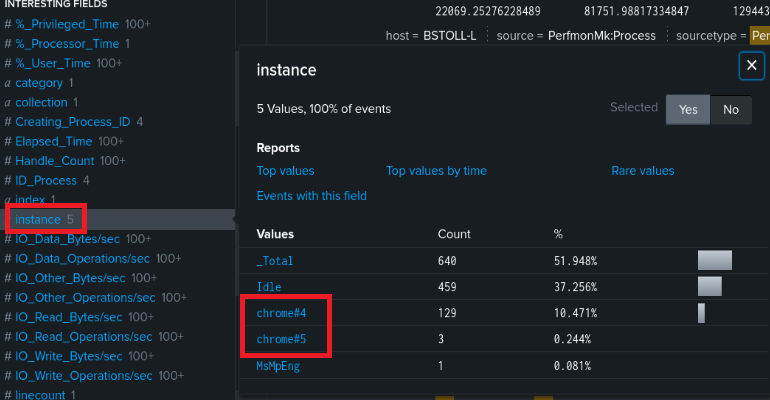 INTERESTING FIELDS
# %_Privileged_Time 100+
# %_Processor_Time 1
# %_User_Time 100+
a category 1
a collection 1
# Creating_Process_ID 4
# Elapsed_Time 100+
# Handle_Count 100+
# ID_Process 4
a index 1
instance 5
# IO_Data_Bytes/sec 100+
# IO_Data_Operations/sec 100+
# IO_Other_Bytes/sec 100+
# IO_Other_Operations/sec 100+
# IO_Read_Bytes/sec 100+
# IO_Read_Operations/sec 100+
# IO_Write_Bytes/sec 100+
# IO_Write_Operations/sec 100+
# linecount 1
22069.25276228489 81751.98817334847 129443
host = BSTOLL-L source = PerfmonMk:Process sourcetype = Per
instance
5 Values, 100% of events Selected Yes No
Reports
Top values Top values by time Rare values
Events with this field
Values Count %
_Total 640 51.948%
Idle 459 37.256%
chrome#4 129 10.471%
chrome#5 3 0.244%
MsMpEng 1 0.081%